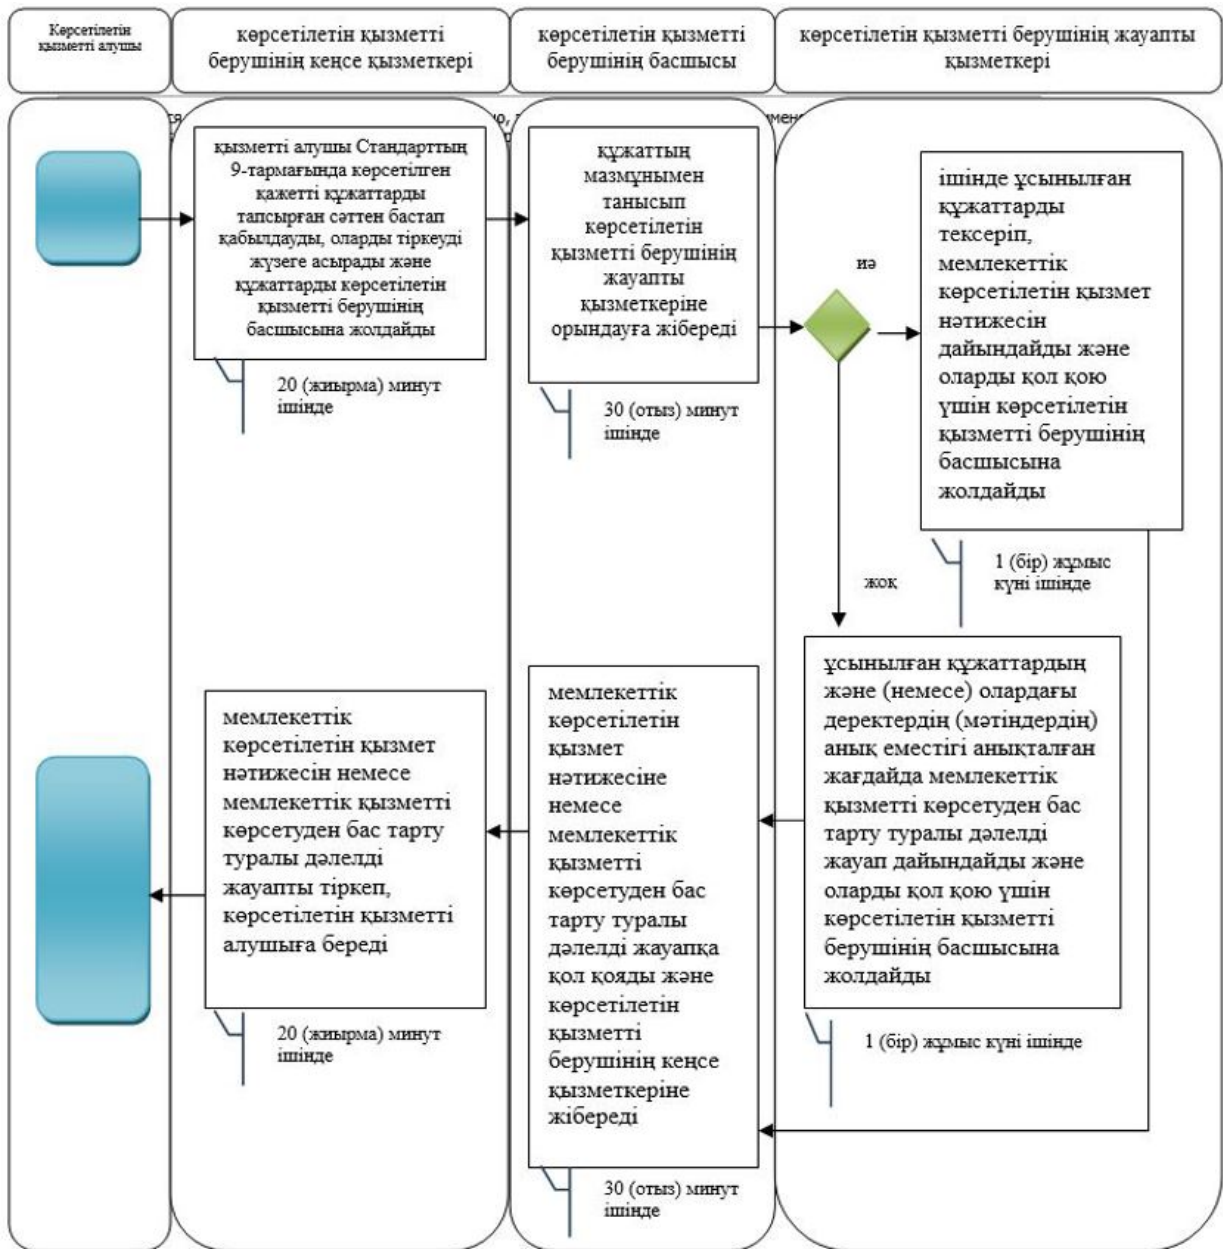 Көрсетілетін
қызметті алушы
көрсетілетін қызметті
берушінің кеңсе қызметкері
көрсетілетін қызметті
берушінің басшысы
көрсетілетін қызметті берушінің жауапты
қызметкері
қызметті алушы Стандарттың
9-тармағында көрсетілген
қажетті құжаттарды
тапсырған сәттен бастап
қабылдауды, оларды тіркеуді
жүзеге асырады және
құжаттарды көрсетілетін
қызметті берушінің
басшысына жолдайды
20 (жиырма) минут
ішінде
құжаттың
мазмұнымен
танысып
көрсетілетін
қызметті берушінің
жауапты
қызметкеріне
орындауға жібереді
30 (отыз) минут
ішінде
иә
ішінде ұсынылған
құжаттарды
тексеріп,
мемлекеттік
көрсетілетін қызмет
нәтижесін
дайындайды және
оларды қол қою
үшін көрсетілетін
қызметті берушінің
басшысына
жолдайды
1 (бір) жұмыс
күні ішінде
жоқ
ұсынылған құжаттардың
және (немесе) олардағы
деректердің (мәтіндердің)
анық еместігі анықталған
жағдайда мемлекеттік
қызметті көрсетуден бас
тарту туралы дәлелді
жауап дайындайды және
оларды қол қою үшін
көрсетілетін қызметті
берушінің басшысына
жолдайды
1 (бір) жұмыс күні ішінде
мемлекеттік
көрсетілетін
қызмет
нәтижесіне
немесе
мемлекеттік
қызметті
көрсетуден бас
тарту туралы
дәлелді жауапқа
қол қояды және
көрсетілетін
қызметті
берушінің кеңсе
қызметкеріне
жібереді
30 (отыз) минут
ішінде
мемлекеттік
көрсетілетін қызмет
нәтижесін немесе
мемлекеттік қызметті
көрсетуден бас тарту
туралы дәлелді
жауапты тіркеп,
көрсетілетін қызметті
алушыға береді
20 (жиырма) минут
ішінде